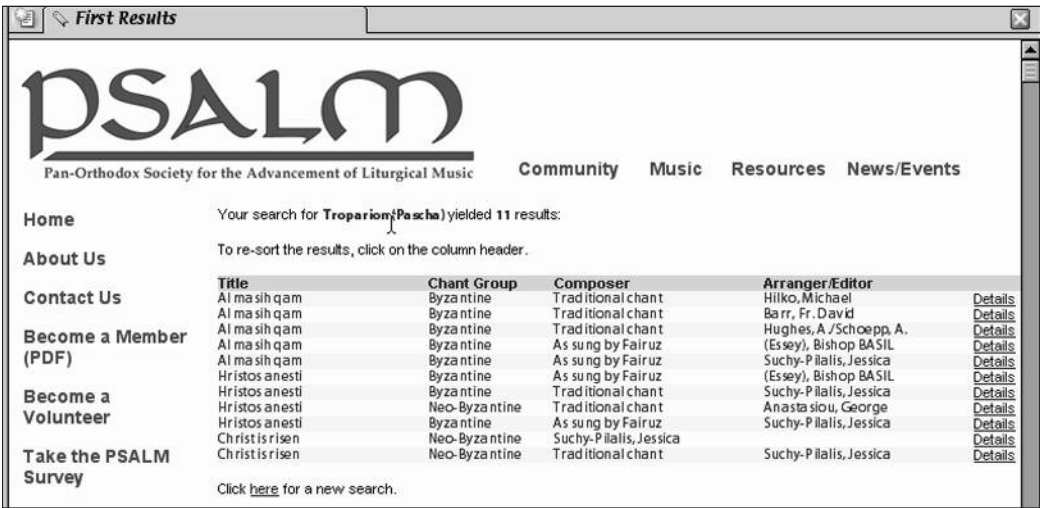 First Results
PSALM
Pan-Orthodox Society for the Advancement of Liturgical Music
Community Music Resources News/Events
Home
About Us
Contact Us
Become a Member
(PDF)
Become a
Volunteer
Take the PSALM
Survey
Your search for Troparion (Pascha) yielded 11 results:
To re-sort the results, click on the column header.
Title Chant Group Composer Arranger/Editor
Al masih qam Byzantine Traditional chant Hilko, Michael Details
Al masih qam Byzantine Traditional chant Barr, Fr. David Details
Al masih qam Byzantine Traditional chant Hughes, A./Schoepp, A. Details
Al masih qam Byzantine As sung by Fairuz (Essey), Bishop BASIL Details
Al masih qam Byzantine As sung by Fairuz Suchy-Pilalis, Jessica Details
Hristos anesti Byzantine As sung by Fairuz (Essey), Bishop BASIL Details
Hristos anesti Byzantine Traditional chant Suchy-Pilalis, Jessica Details
Hristos anesti Neo-Byzantine Traditional chant Anastasiou, George Details
Hristos anesti Byzantine As sung by Fairuz Suchy-Pilalis, Jessica Details
Christ is risen Neo-Byzantine Suchy-Pilalis, Jessica Details
Christ is risen Neo-Byzantine Traditional chant Suchy-Pilalis, Jessica Details
Click here for a new search.